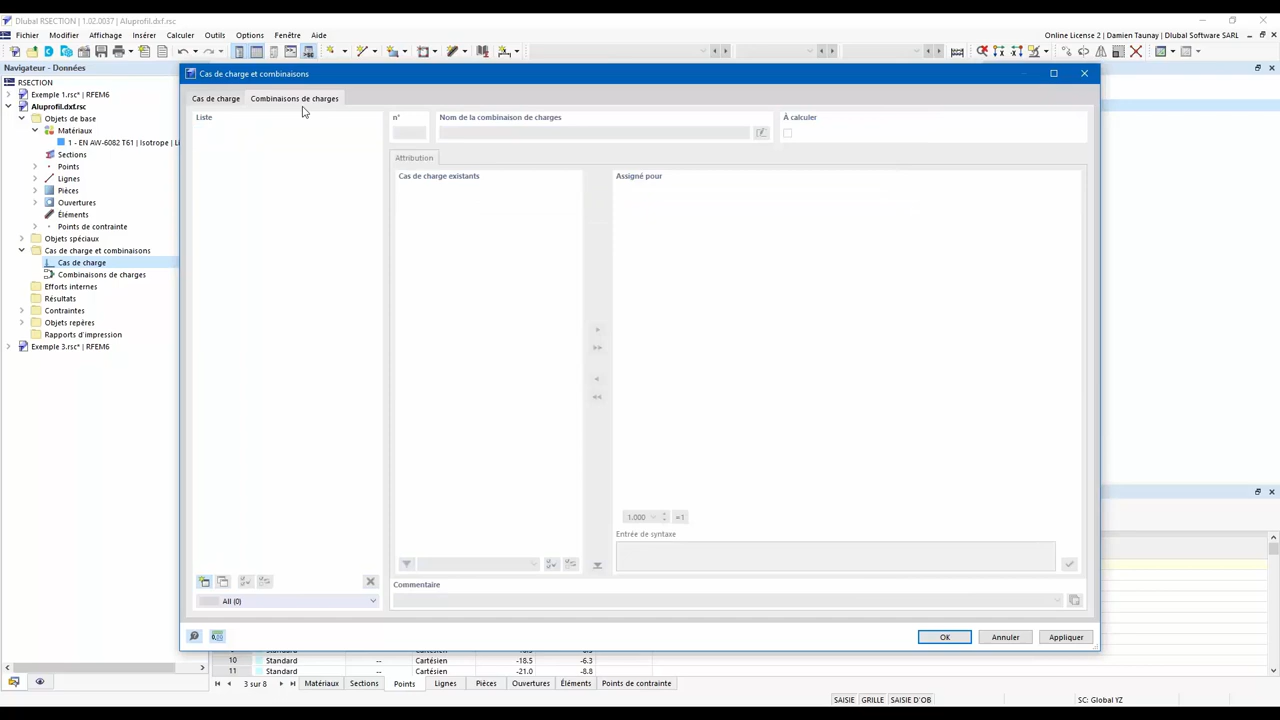 Dlubal RSECTION | 1.02.0037 | Aluprofil.dxf.rsc
Fichier Modifier Affichage Insérer Calculer Outils Options Fenêtre Aide
Online License 2 | Damien Taunay | Dlubal Software SARL
Navigateur - Données
RSECTION
Exemple 1.rsc* | RFEM6
Aluprofil.dxf.rsc
Objets de base
Matériaux
1 - EN AW-6082 T61 | Isotrope | Li
Sections
Points
Lignes
Pièces
Ouvertures
Éléments
Points de contrainte
Objets spéciaux
Cas de charge et combinaisons
Cas de charge
Combinaisons de charges
Efforts internes
Résultats
Contraintes
Objets repères
Rapports d'impression
Exemple 3.rsc* | RFEM6
Cas de charge et combinaisons
Cas de charge Combinaisons de charges
Liste
n°
Nom de la combinaison de charges
À calculer
Attribution
Cas de charge existants
Assigné pour
1.000
=1
Entrée de syntaxe
Commentaire
All (0)
0,00
OK Annuler Appliquer
10 Standard -- Cartésien -18.5 -6.3
11 Standard -- Cartésien -21.0 -8.8
3 sur 8
Matériaux Sections Points Lignes Pièces Ouvertures Éléments Points de contrainte
SAISIE GRILLE SAISIE D'OB
SC: Global YZ